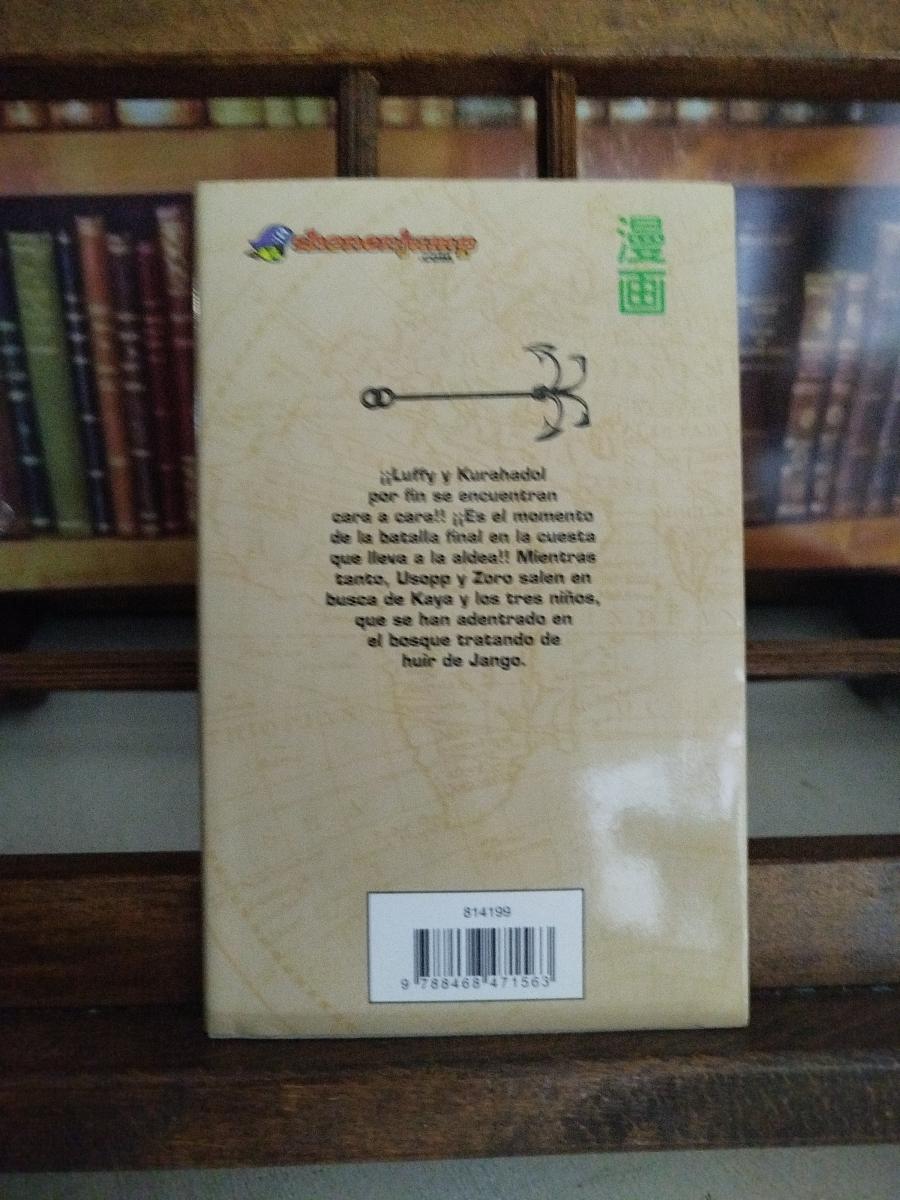 shonenjump
.com
漫
画
¡¡Luffy y Kurahadol
por fin se encuentran
cara a cara!! ¡¡Es el momento
de la batalla final en la cuesta
que lleva a la aldea!! Mientras
tanto, Usopp y Zoro salen en
busca de Kaya y los tres niños,
que se han adentrado en
el bosque tratando de
huir de Jango.
814199
9 788468 471563